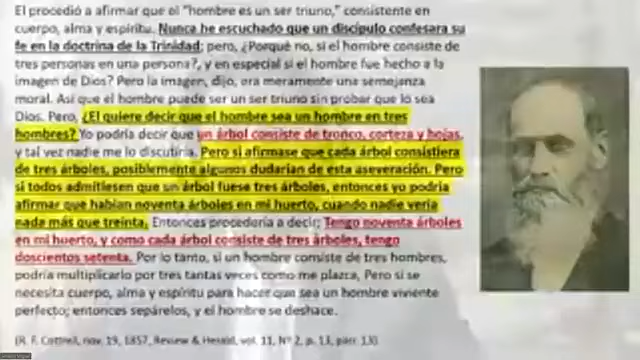 El procedió a afirmar que el "hombre es un ser triuno," consistente en
cuerpo, alma y espíritu. Nunca he escuchado que un discípulo confesara su
fe en la doctrina de la Trinidad; pero, ¿Porqué no, si el hombre consiste de
tres personas en una persona?, y en especial si el hombre fue hecho a la
imagen de Dios? Pero la imagen, dijo, era meramente una semejanza
moral. Así que el hombre puede ser un ser triuno sin probar que lo sea
Dios. Pero, ¿El quiere decir que el hombre sea un hombre en tres
hombres? Yo podría decir que un árbol consiste de tronco, corteza y hojas,
y tal vez nadie me lo discutiría. Pero si afirmase que cada árbol consistiera
de tres árboles, posiblemente algunos dudarían de esta aseveración. Pero
si todos admitiesen que un árbol fuese tres árboles, entonces yo podría
afirmar que habían noventa árboles en mi huerto, cuando nadie vería
nada más que treinta. Entonces procedería a decir; Tengo noventa árboles
en mi huerto, y como cada árbol consiste de tres árboles, tengo
doscientos setenta. Por lo tanto, si un hombre consiste de tres hombres,
podría multiplicarlo por tres tantas veces como me plazca, Pero si se
necesita cuerpo, alma y espíritu para hacer que sea un hombre viviente
perfecto; entonces sepárelos, y el hombre se deshace.
(R. F. Cottrell, nov. 19, 1857, Review & Herald, vol. 11, Nº 2, p. 13, párr. 13)